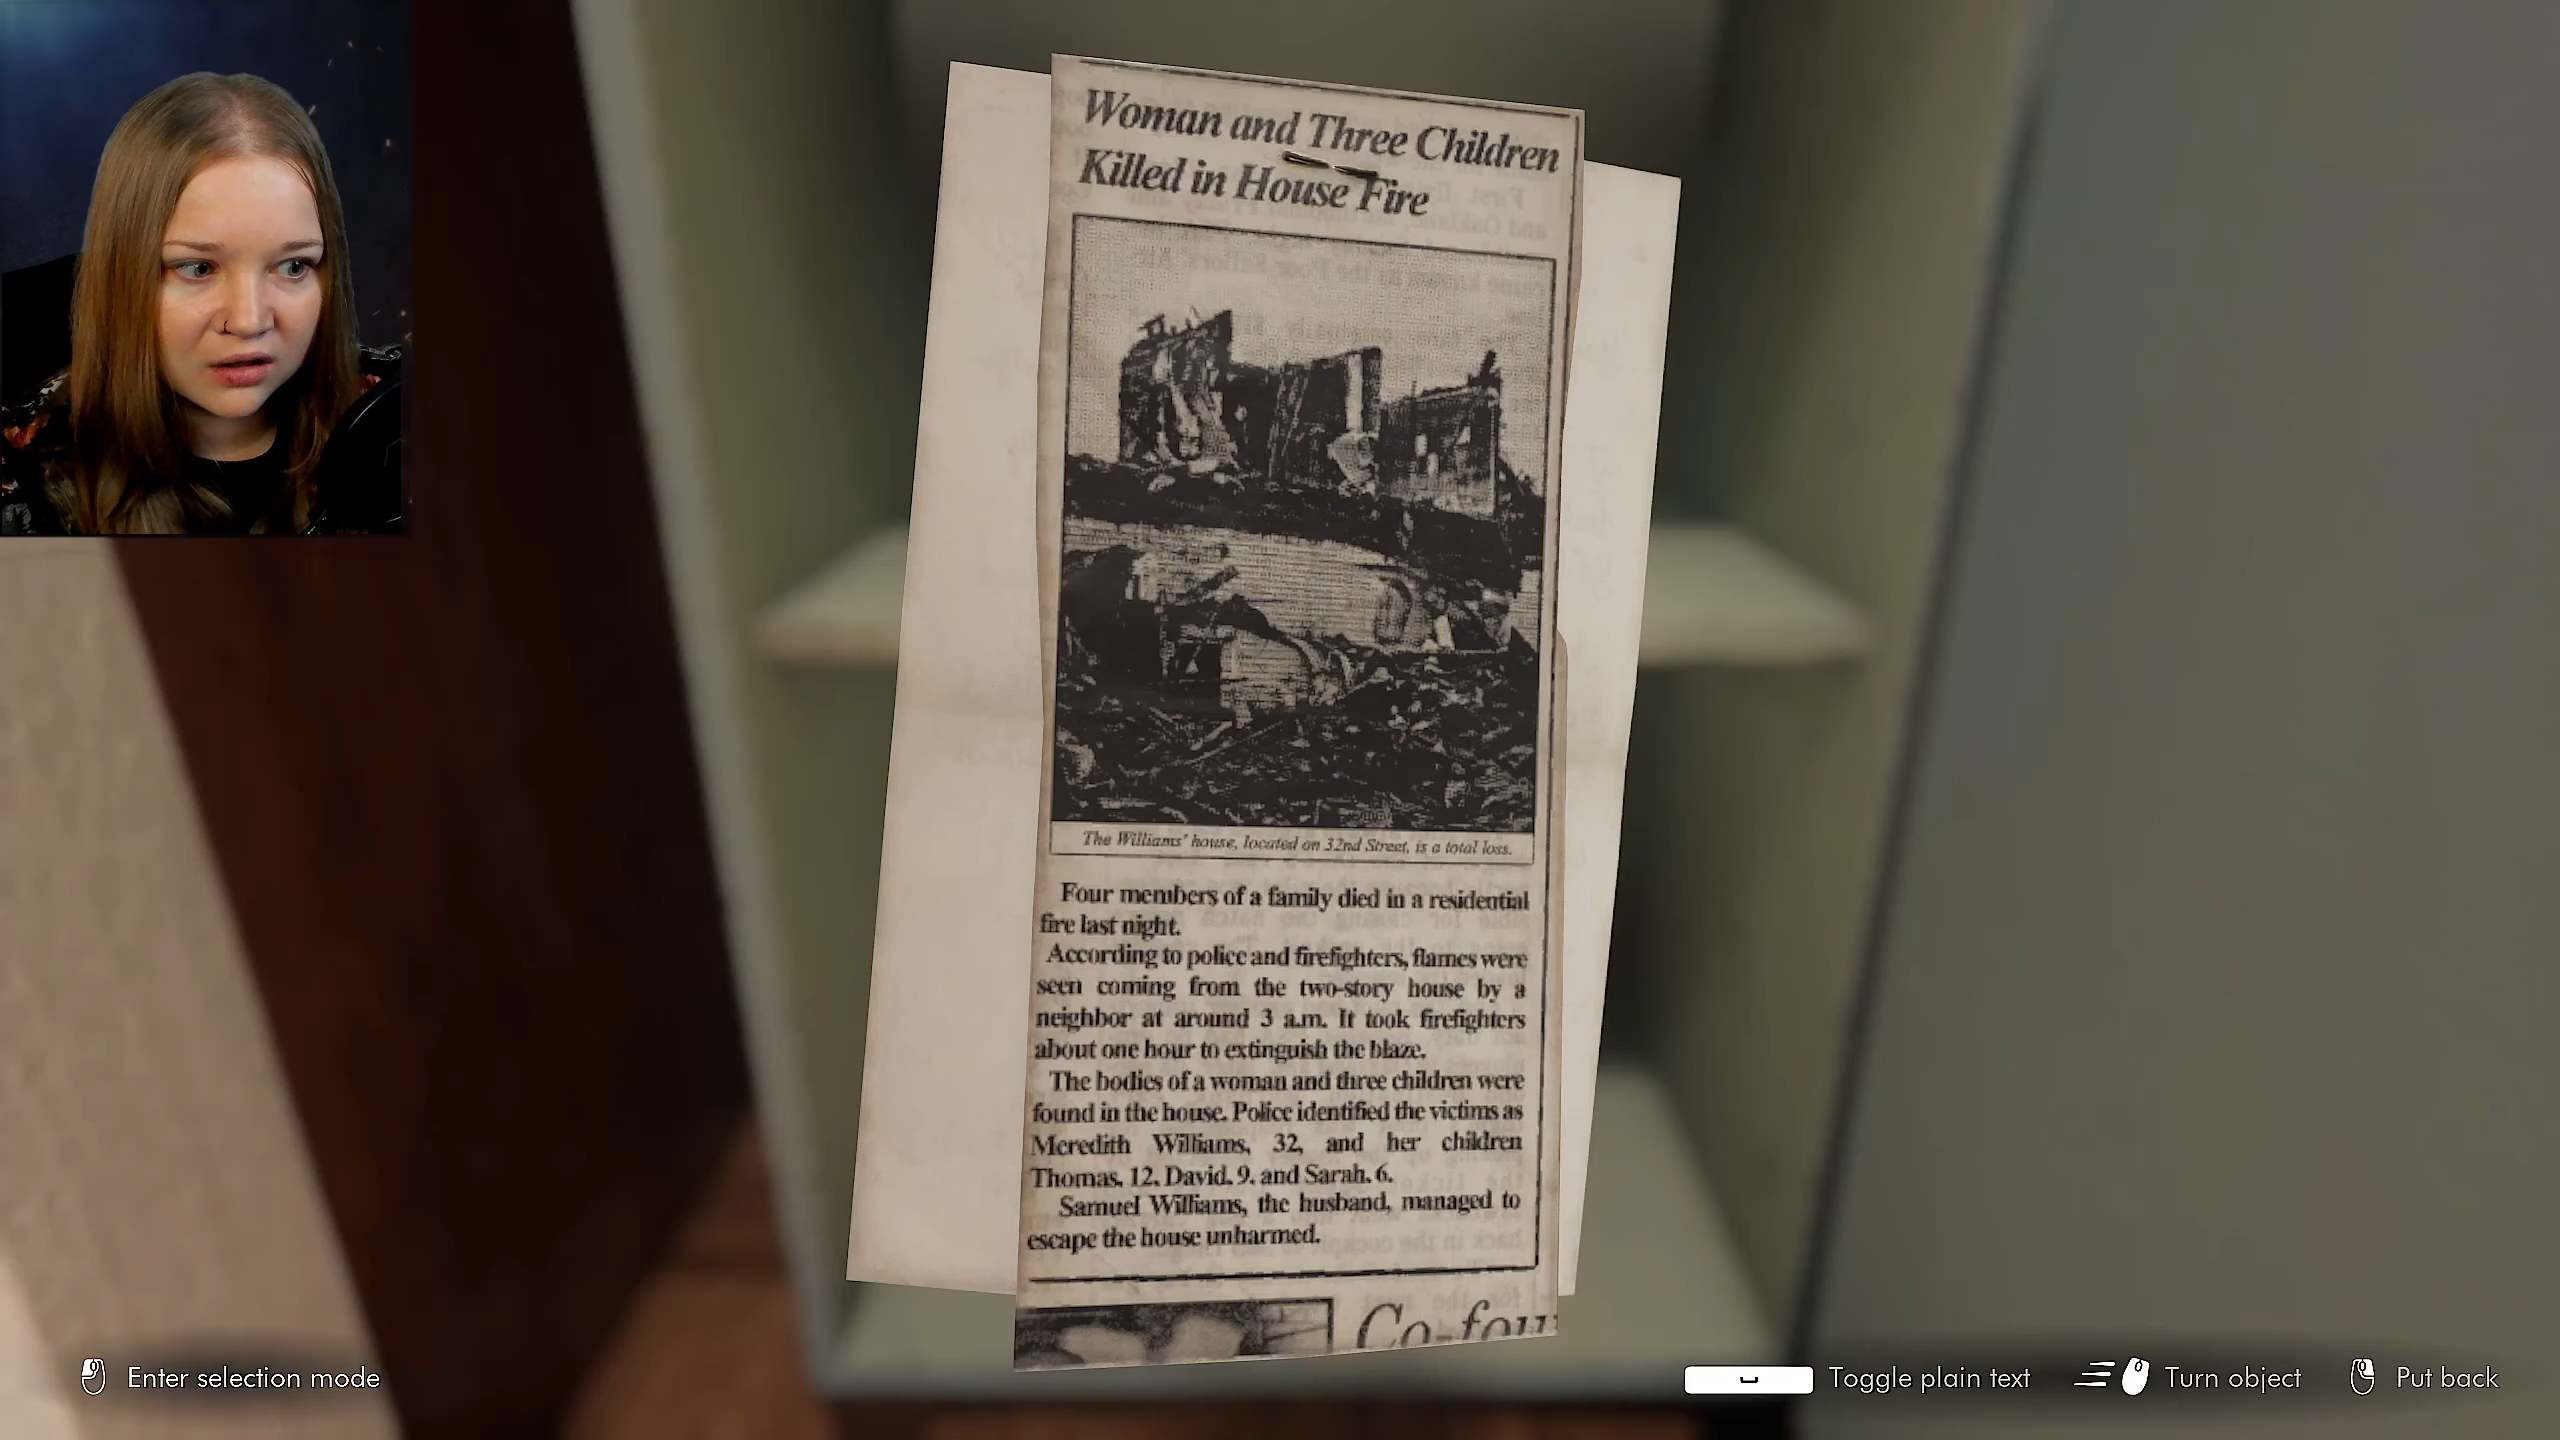 Woman and Three Children
Killed in House Fire
The Williams' house, located on 32nd Street, is a total loss.
Four members of a family died in a residential
fire last night.
According to police and firefighters, flames were
seen coming from the two-story house by a
neighbor at around 3 a.m. It took firefighters
about one hour to extinguish the blaze.
The bodies of a woman and three children were
found in the house. Police identified the victims as
Meredith Williams, 32, and her children
Thomas, 12, David, 9, and Sarah, 6.
Samuel Williams, the husband, managed to
escape the house unharmed.
Enter selection mode
Toggle plain text
Turn object
Put back